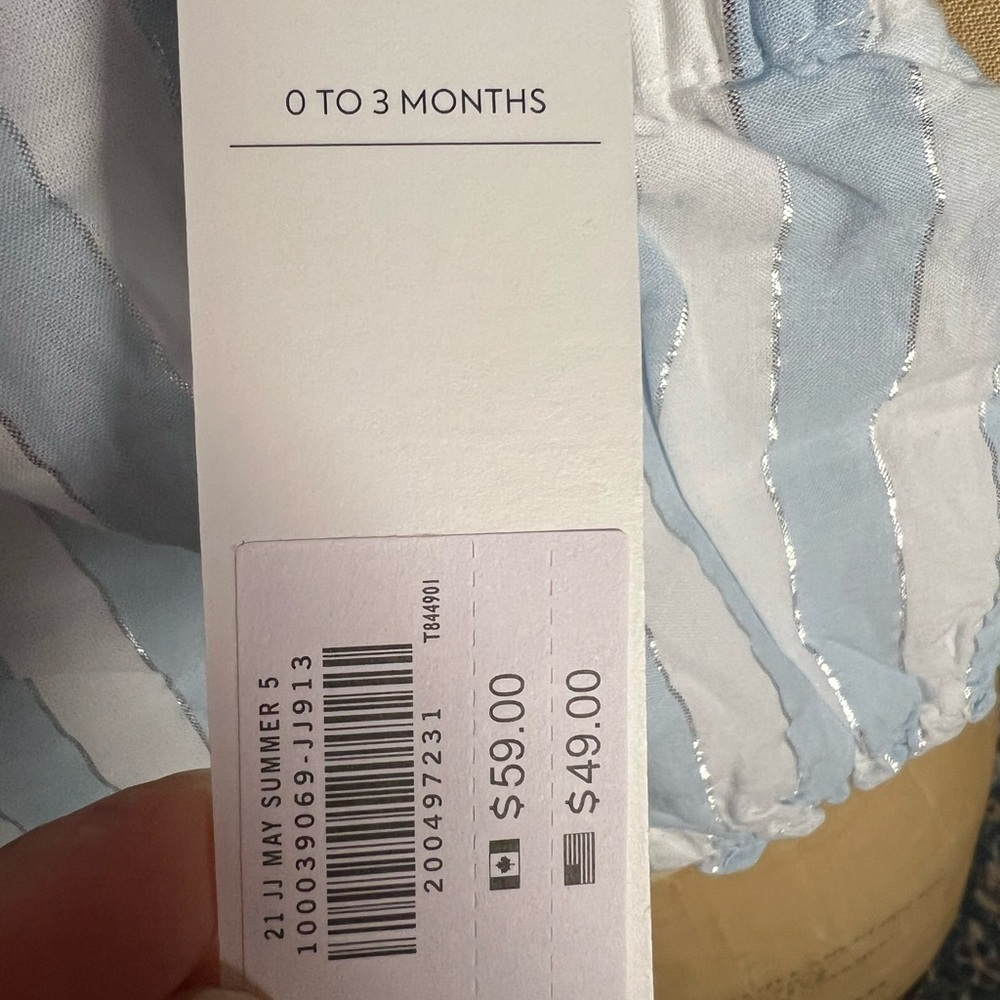 0 TO 3 MONTHS
21 JJ MAY SUMMER 5
100039069-JJ913
T84490I
200497231
$59.00
$49.00